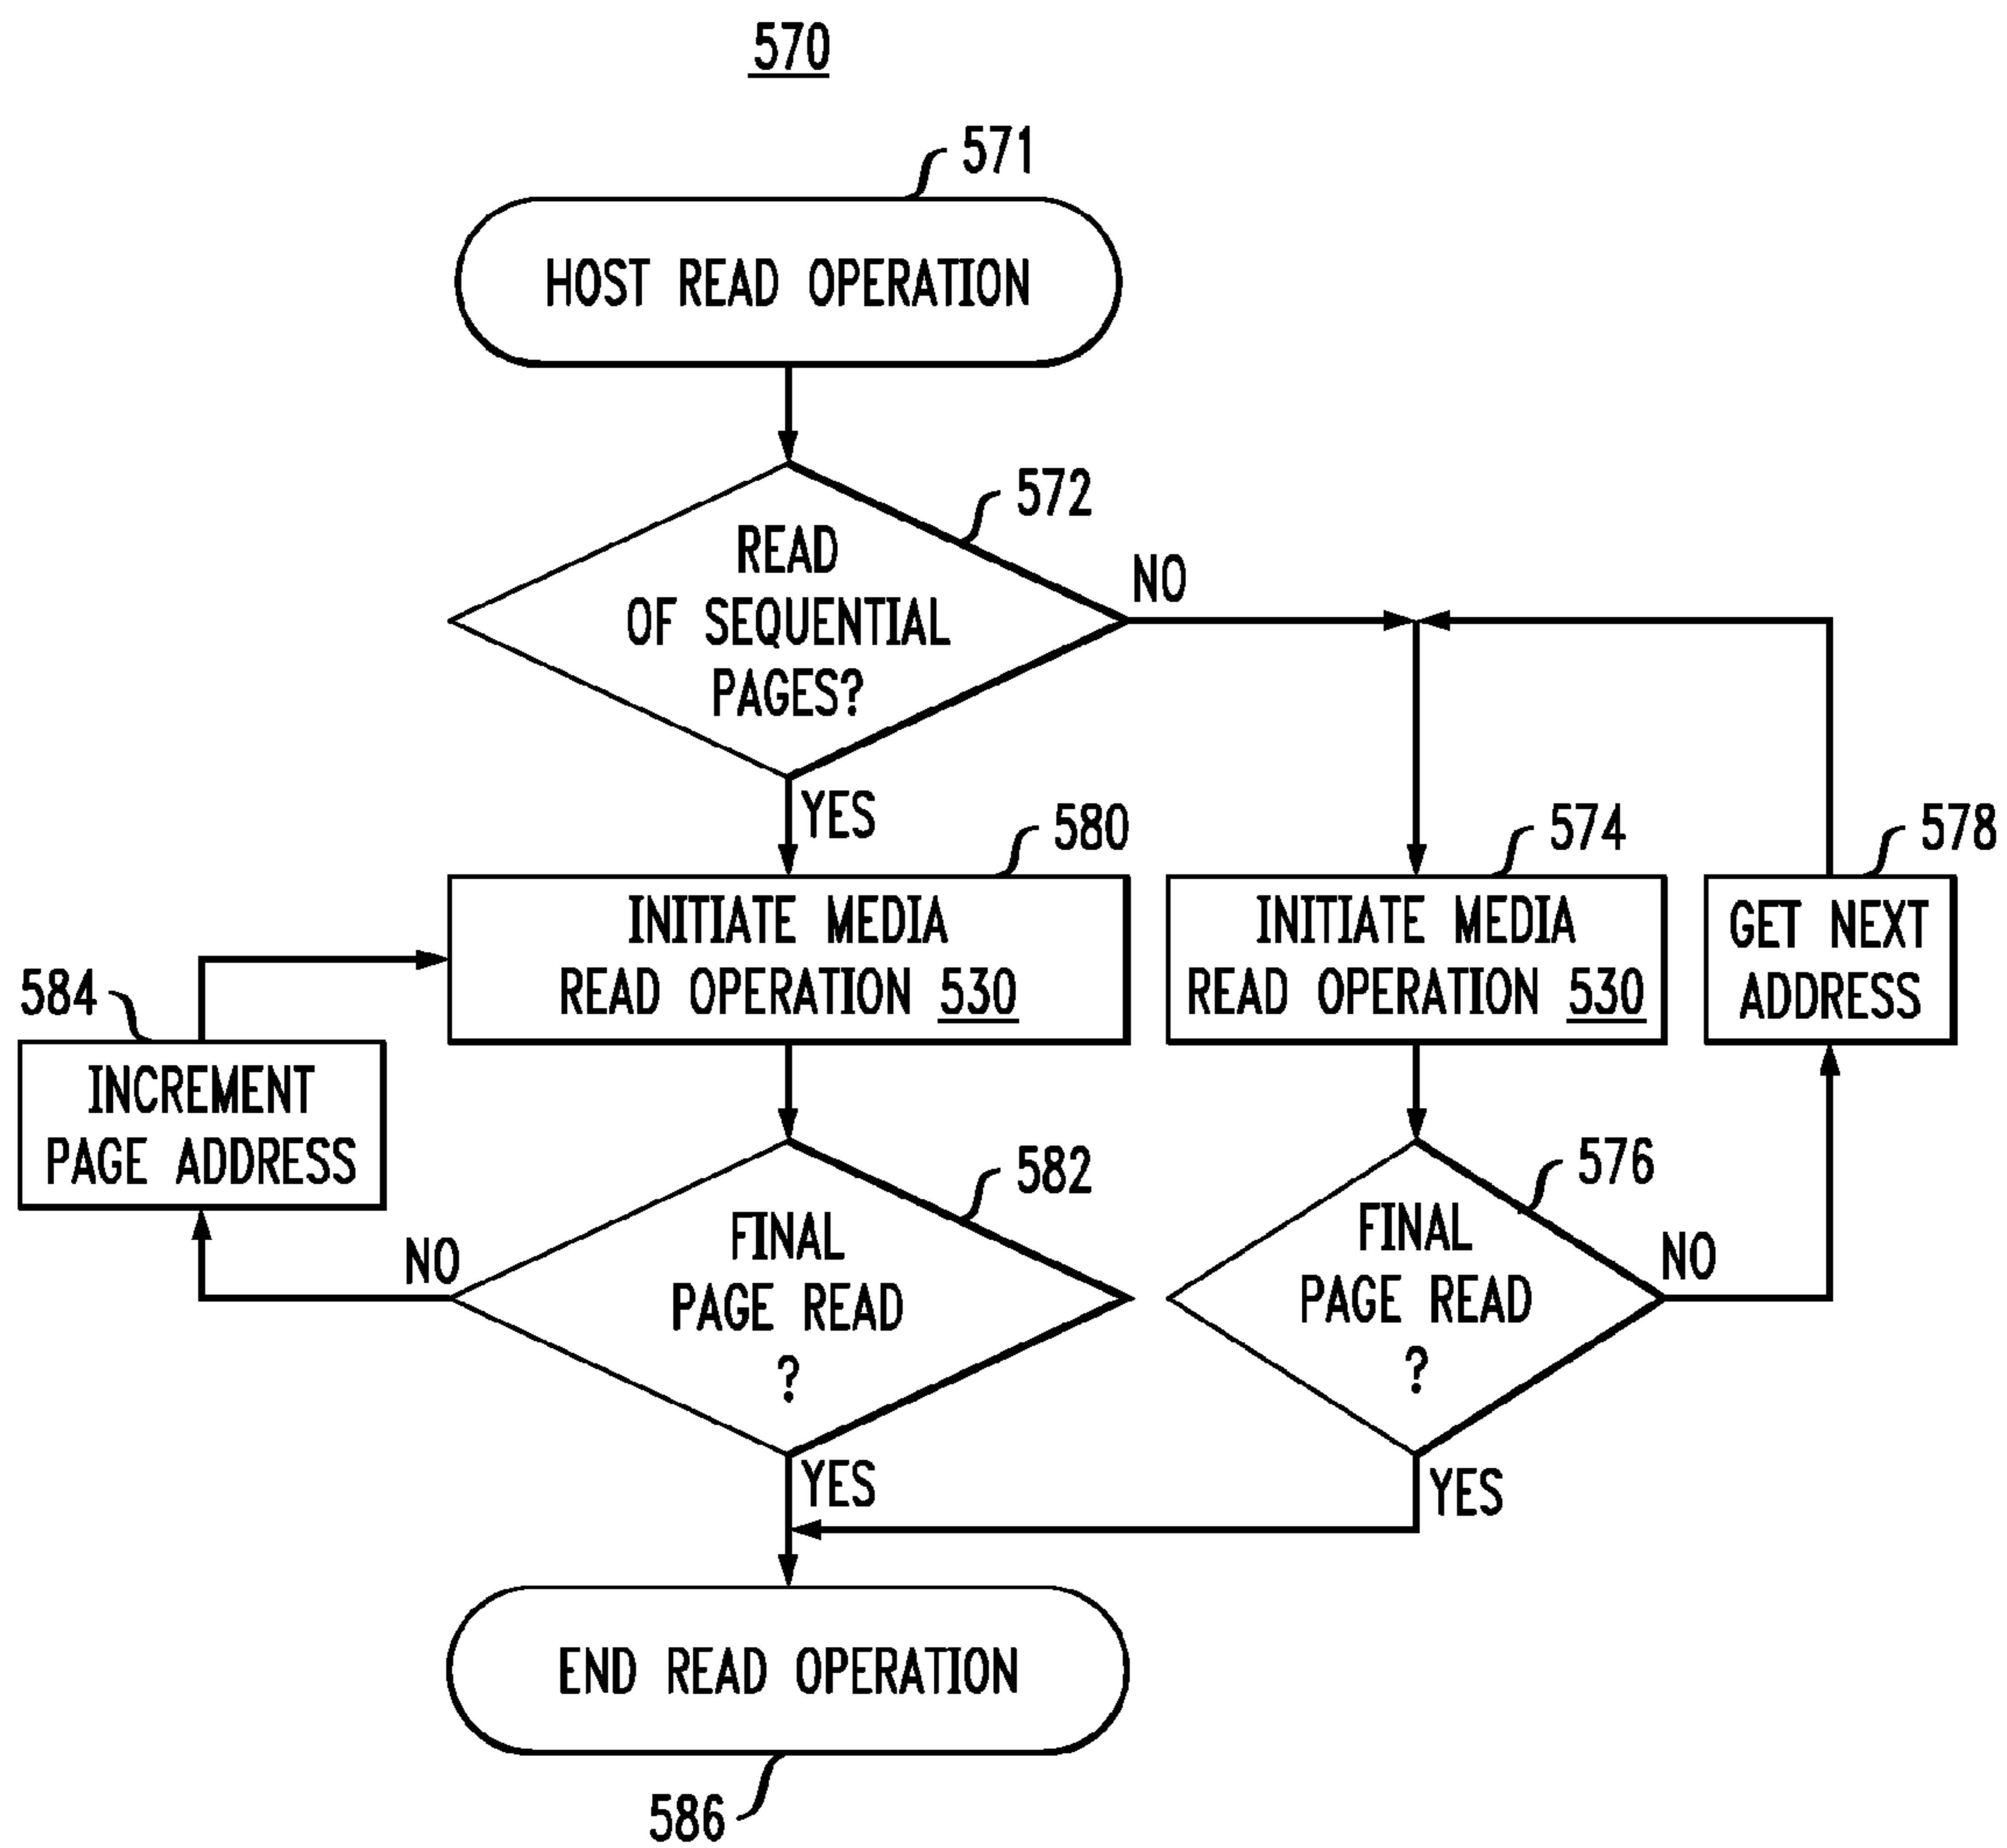 570
571
HOST READ OPERATION
572
READ
OF SEQUENTIAL
PAGES?
NO
YES
580
INITIATE MEDIA
READ OPERATION 530
574
INITIATE MEDIA
READ OPERATION 530
578
GET NEXT
ADDRESS
584
INCREMENT
PAGE ADDRESS
582
FINAL
PAGE READ
?
NO
YES
576
FINAL
PAGE READ
?
NO
YES
END READ OPERATION
586